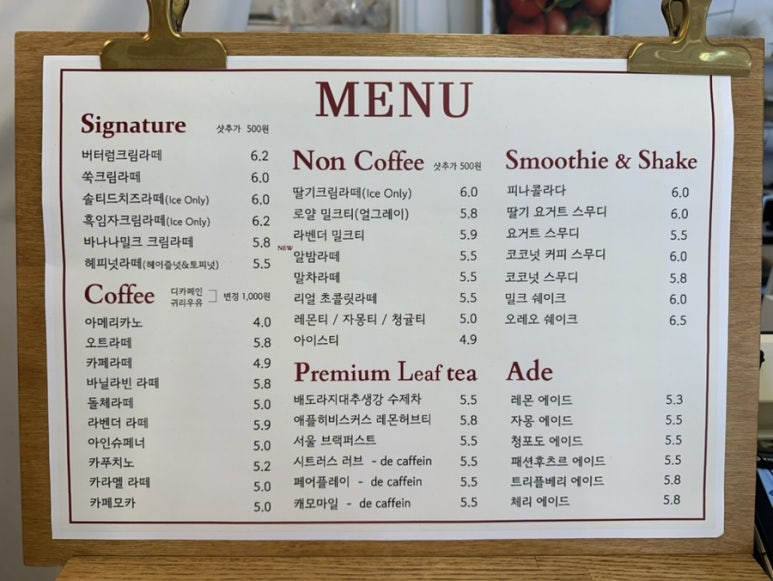 MENU
Signature 샷추가 500원
버터럼크림라떼 6.2
쑥크림라떼 6.0
솔티드치즈라떼(Ice Only) 6.0
흑임자크림라떼(Ice Only) 6.2
바나나밀크 크림라떼 5.8
헤피넛라떼(헤이즐넛&토피넛) 5.5
Coffee 디카페인 귀리우유 변경 1,000원
아메리카노 4.0
오트라떼 5.8
카페라떼 4.9
바닐라빈 라떼 5.8
돌체라떼 5.0
라벤더 라떼 5.9
아인슈페너 5.0
카푸치노 5.2
카라멜 라떼 5.0
카페모카 5.0
Non Coffee 샷추가 500원
딸기크림라떼(Ice Only) 6.0
로얄 밀크티(얼그레이) 5.8
라벤더 밀크티 5.9
NEW 알밤라떼 5.5
말차라떼 5.5
리얼 초콜릿라떼 5.5
레몬티 / 자몽티 / 청귤티 5.0
아이스티 4.9
Premium Leaf tea
배도라지대추생강 수제차 5.5
애플히비스커스 레몬허브티 5.8
서울 브랙퍼스트 5.5
시트러스 러브 - de caffein 5.5
페어플레이 - de caffein 5.5
캐모마일 - de caffein 5.5
Smoothie & Shake
피나콜라다 6.0
딸기 요거트 스무디 6.0
요거트 스무디 5.5
코코넛 커피 스무디 6.0
코코넛 스무디 5.8
밀크 쉐이크 6.0
오레오 쉐이크 6.5
Ade
레몬 에이드 5.3
자몽 에이드 5.5
청포도 에이드 5.5
패션후츠르 에이드 5.5
트리플베리 에이드 5.8
체리 에이드 5.8